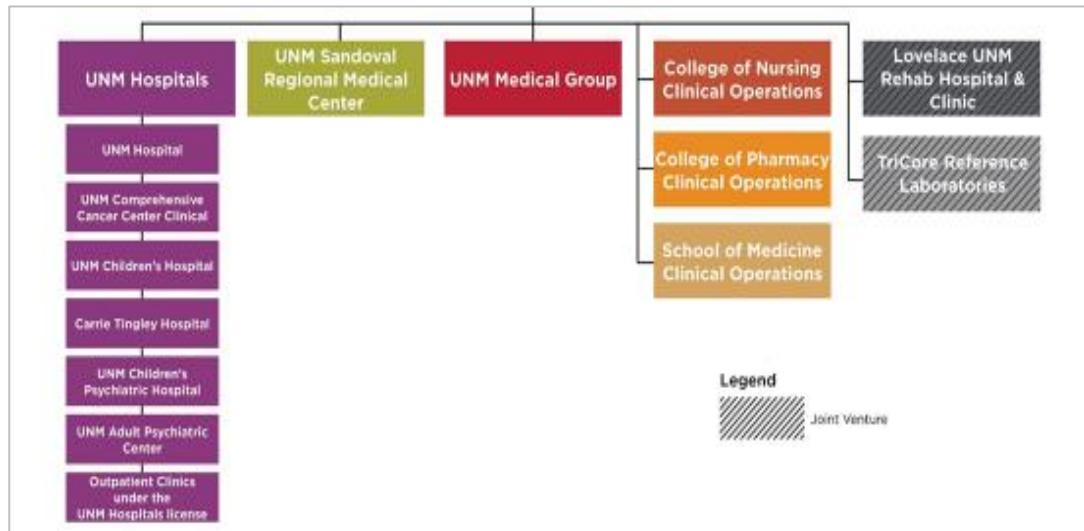 UNM Hospitals
UNM Hospital
UNM Comprehensive
Cancer Center Clinical
UNM Children's Hospital
Carrie Tingley Hospital
UNM Children's
Psychiatric Hospital
UNM Adult Psychiatric
Center
Outpatient Clinics
under the
UNM Hospitals license
UNM Sandoval
Regional Medical
Center
UNM Medical Group
College of Nursing
Clinical Operations
College of Pharmacy
Clinical Operations
School of Medicine
Clinical Operations
Lovelace UNM
Rehab Hospital &
Clinic
TriCore Reference
Laboratories
Legend
Joint Venture